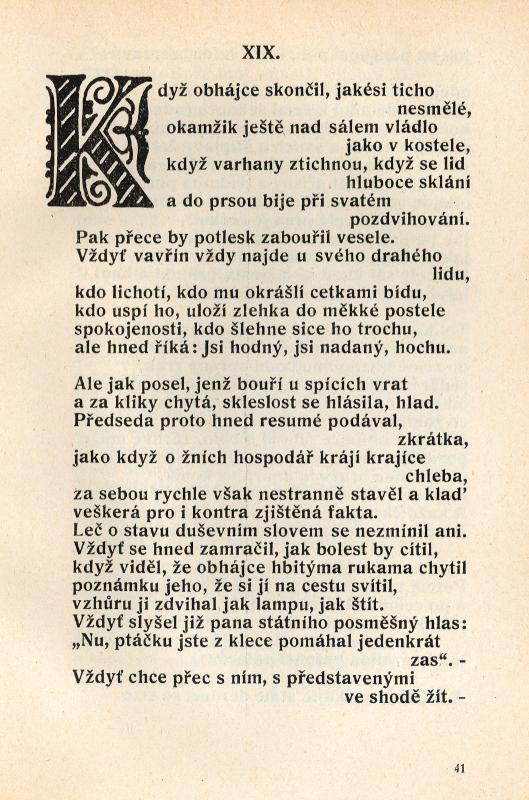 XIX.
Když obhájce skončil, jakési ticho
nesmělé,
okamžik ještě nad sálem vládlo
jako v kostele,
když varhany ztichnou, když se lid
hluboce sklání
a do prsou bije při svatém
pozdvihování.
Pak přece by potlesk zabouřil vesele.
Vždyť vavřín vždy najde u svého drahého
lidu,
kdo lichotí, kdo mu okrášlí cetkami bídu,
kdo uspí ho, uloží zlehka do měkké postele
spokojenosti, kdo šlehne sice ho trochu,
ale hned říká: Jsi hodný, jsi nadaný, hochu.
Ale jak posel, jenž bouří u spících vrat
a za kliky chytá, skleslost se hlásila, hlad.
Předseda proto hned resumé podával,
zkrátka,
jako když o žních hospodář krájí krajíce
chleba,
za sebou rychle však nestranně stavěl a klad'
veškerá pro i kontra zjištěná fakta.
Leč o stavu duševním slovem se nezmínil ani.
Vždyť se hned zamračil, jak bolest by cítil,
když viděl, že obhájce hbitýma rukama chytil
poznámku jeho, že si jí na cestu svítil,
vzhůru ji zdvihal jak lampu, jak štít.
Vždyť slyšel již pana státního posměšný hlas:
„Nu, ptáčku jste z klece pomáhal jedenkrát
zas“. -
Vždyť chce přec s ním, s představenými
ve shodě žít. -
41